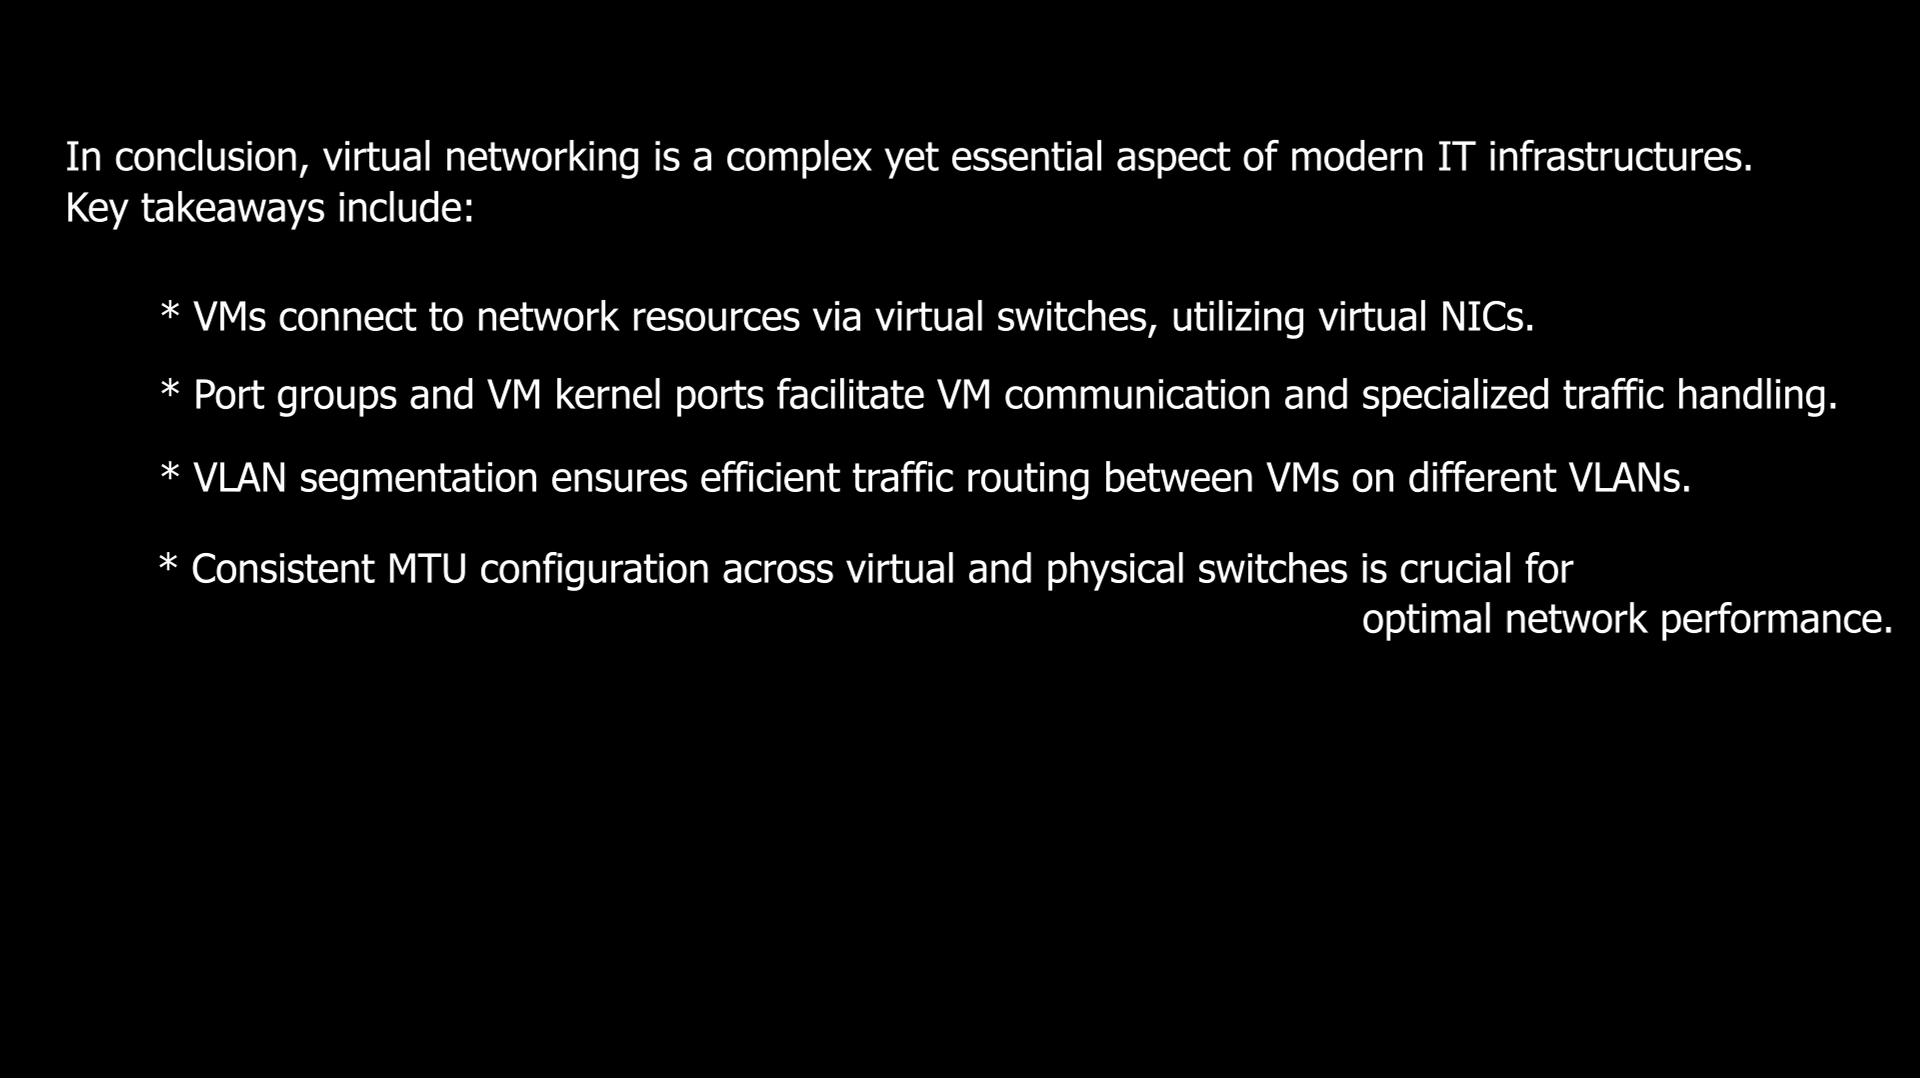 In conclusion, virtual networking is a complex yet essential aspect of modern IT infrastructures.
Key takeaways include:
* VMs connect to network resources via virtual switches, utilizing virtual NICs.
* Port groups and VM kernel ports facilitate VM communication and specialized traffic handling.
* VLAN segmentation ensures efficient traffic routing between VMs on different VLANs.
* Consistent MTU configuration across virtual and physical switches is crucial for
optimal network performance.